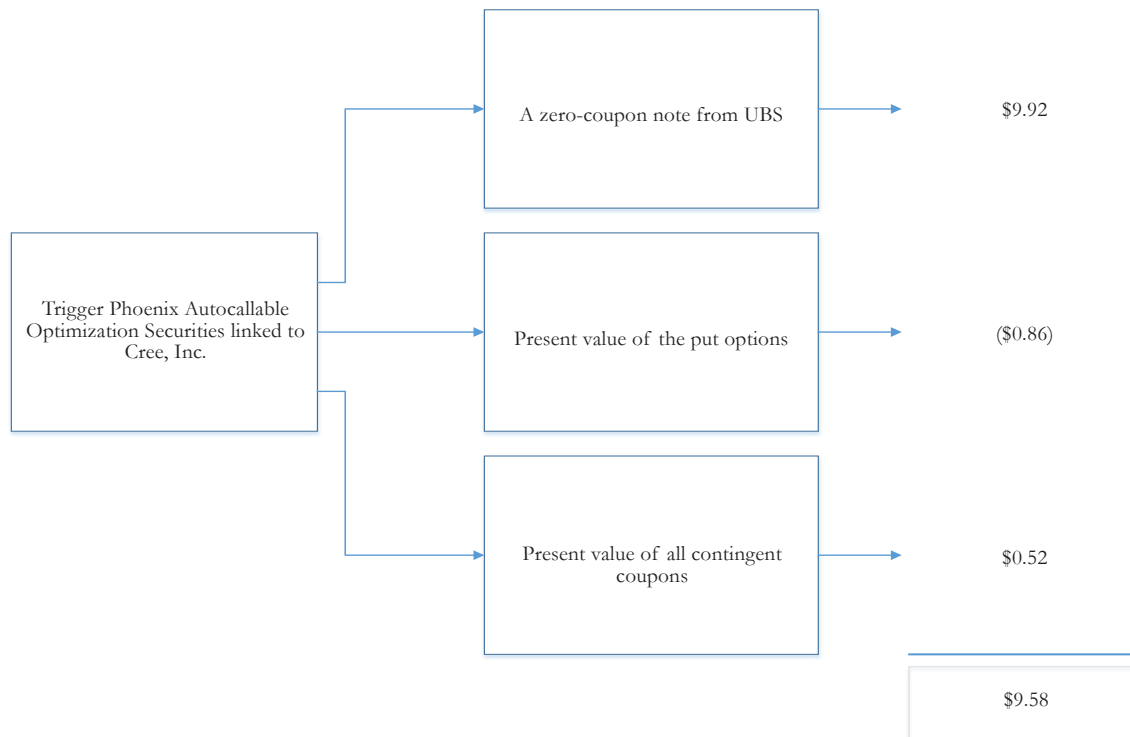 A zero-coupon note from UBS
$9.92
Trigger Phoenix Autocallable
Optimization Securities linked to
Cree, Inc.
Present value of the put options
($0.86)
Present value of all contingent
coupons
$0.52
$9.58